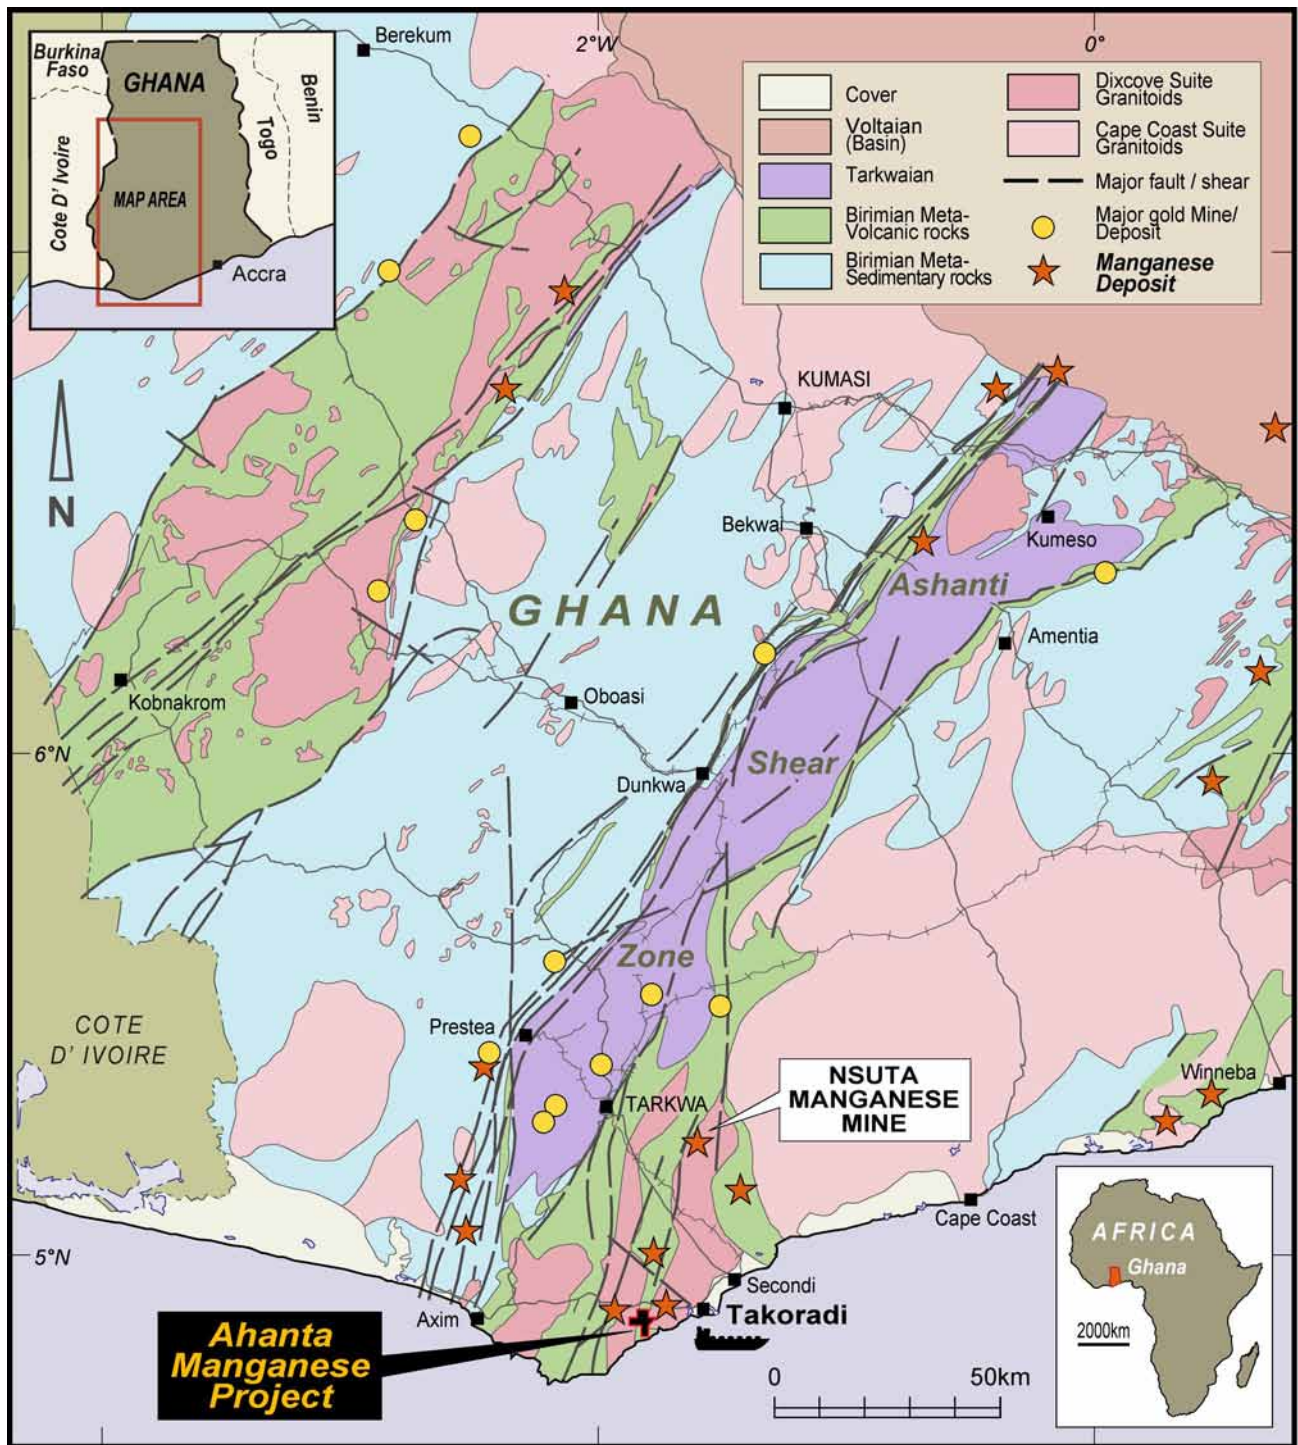 Burkina
Faso
GHANA
Benin
Togo
Cote D' Ivoire
MAP AREA
Accra
Berekum
2°W
0°
Cover
Voltaian
(Basin)
Tarkwaian
Birimian Meta-
Volcanic rocks
Birimian Meta-
Sedimentary rocks
Dixcove Suite
Granitoids
Cape Coast Suite
Granitoids
Major fault / shear
Major gold Mine/
Deposit
Manganese
Deposit
N
KUMASI
Bekwai
Kumeso
GHANA
Ashanti
Amentia
Kobnakrom
Oboasi
6°N
Shear
Dunkwa
Zone
COTE
D' IVOIRE
Prestea
NSUTA
MANGANESE
MINE
Winneba
TARKWA
Cape Coast
5°N
Secondi
Takoradi
Axim
Ahanta
Manganese
Project
0
50km
AFRICA
Ghana
2000km